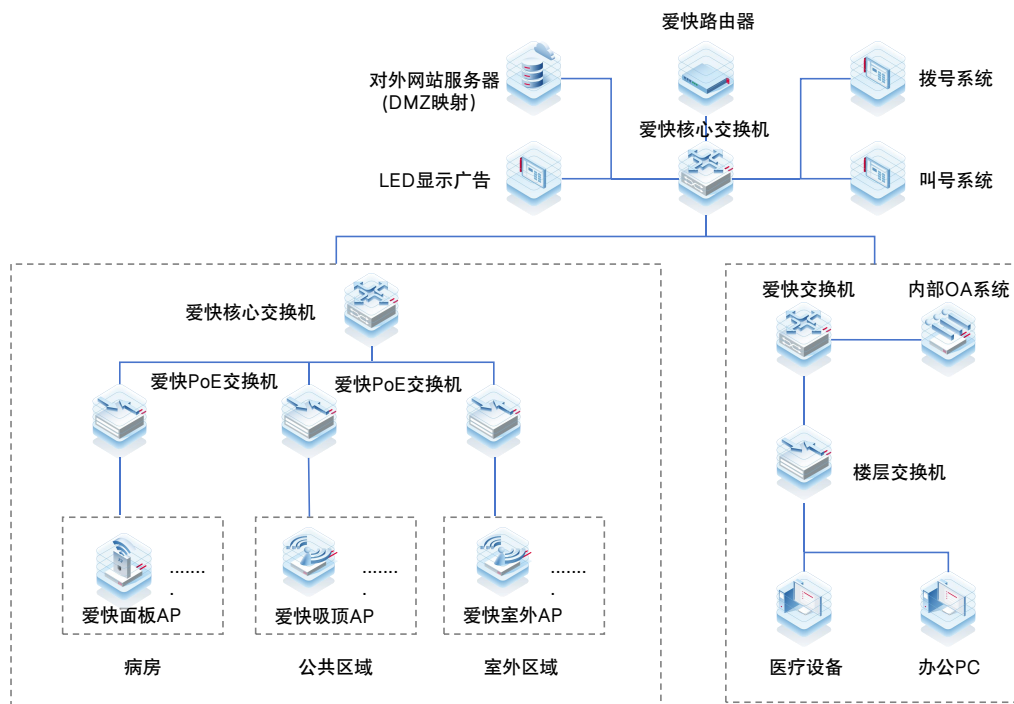 爱快路由器
对外网站服务器
(DMZ映射)
拨号系统
爱快核心交换机
LED显示广告
叫号系统
爱快核心交换机
爱快交换机
内部OA系统
爱快PoE交换机
爱快PoE交换机
楼层交换机
.......
.
.......
.
.......
.
爱快面板AP
爱快吸顶AP
爱快室外AP
病房
公共区域
室外区域
医疗设备
办公PC